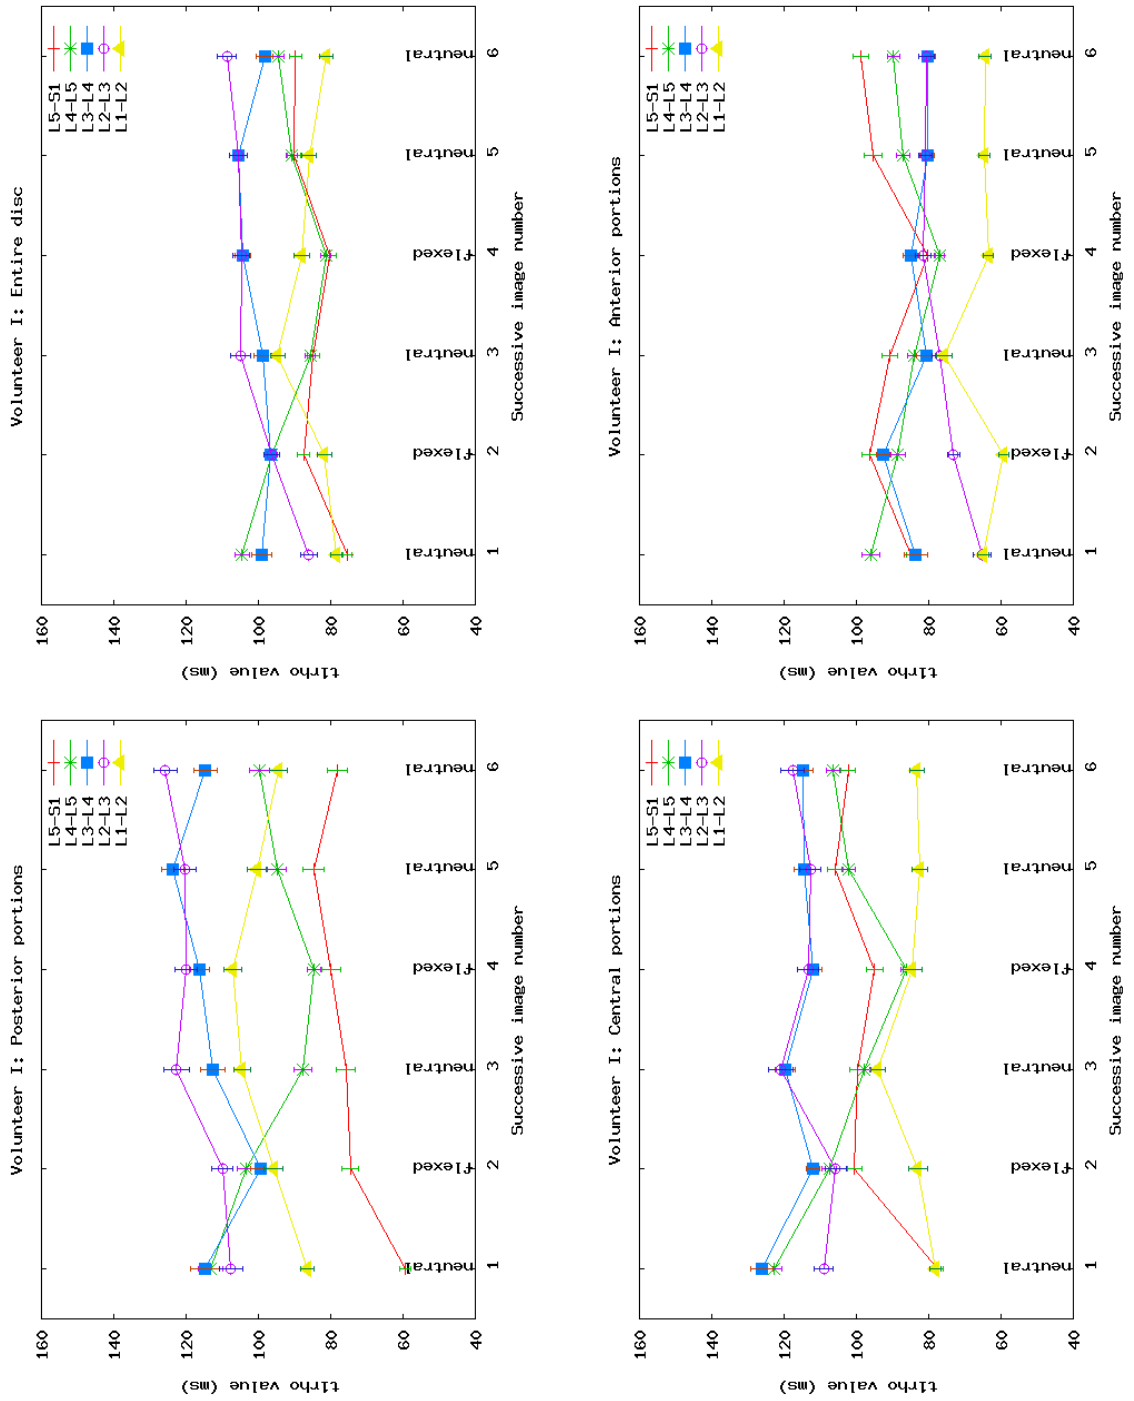 Volunteer I: Posterior portions
160
140
120
100
80
60
40
t1rho value (ms)
L5-S1
L4-L5
L3-L4
L2-L3
L1-L2
neutral
flexed
neutral
flexed
neutral
neutral
1 2 3 4 5 6
Successive image number
Volunteer I: Entire disc
160
140
120
100
80
60
40
t1rho value (ms)
L5-S1
L4-L5
L3-L4
L2-L3
L1-L2
neutral
flexed
neutral
flexed
neutral
neutral
1 2 3 4 5 6
Successive image number
Volunteer I: Central portions
160
140
120
100
80
60
40
t1rho value (ms)
L5-S1
L4-L5
L3-L4
L2-L3
L1-L2
neutral
flexed
neutral
flexed
neutral
neutral
1 2 3 4 5 6
Successive image number
Volunteer I: Anterior portions
160
140
120
100
80
60
40
t1rho value (ms)
L5-S1
L4-L5
L3-L4
L2-L3
L1-L2
neutral
flexed
neutral
flexed
neutral
neutral
1 2 3 4 5 6
Successive image number